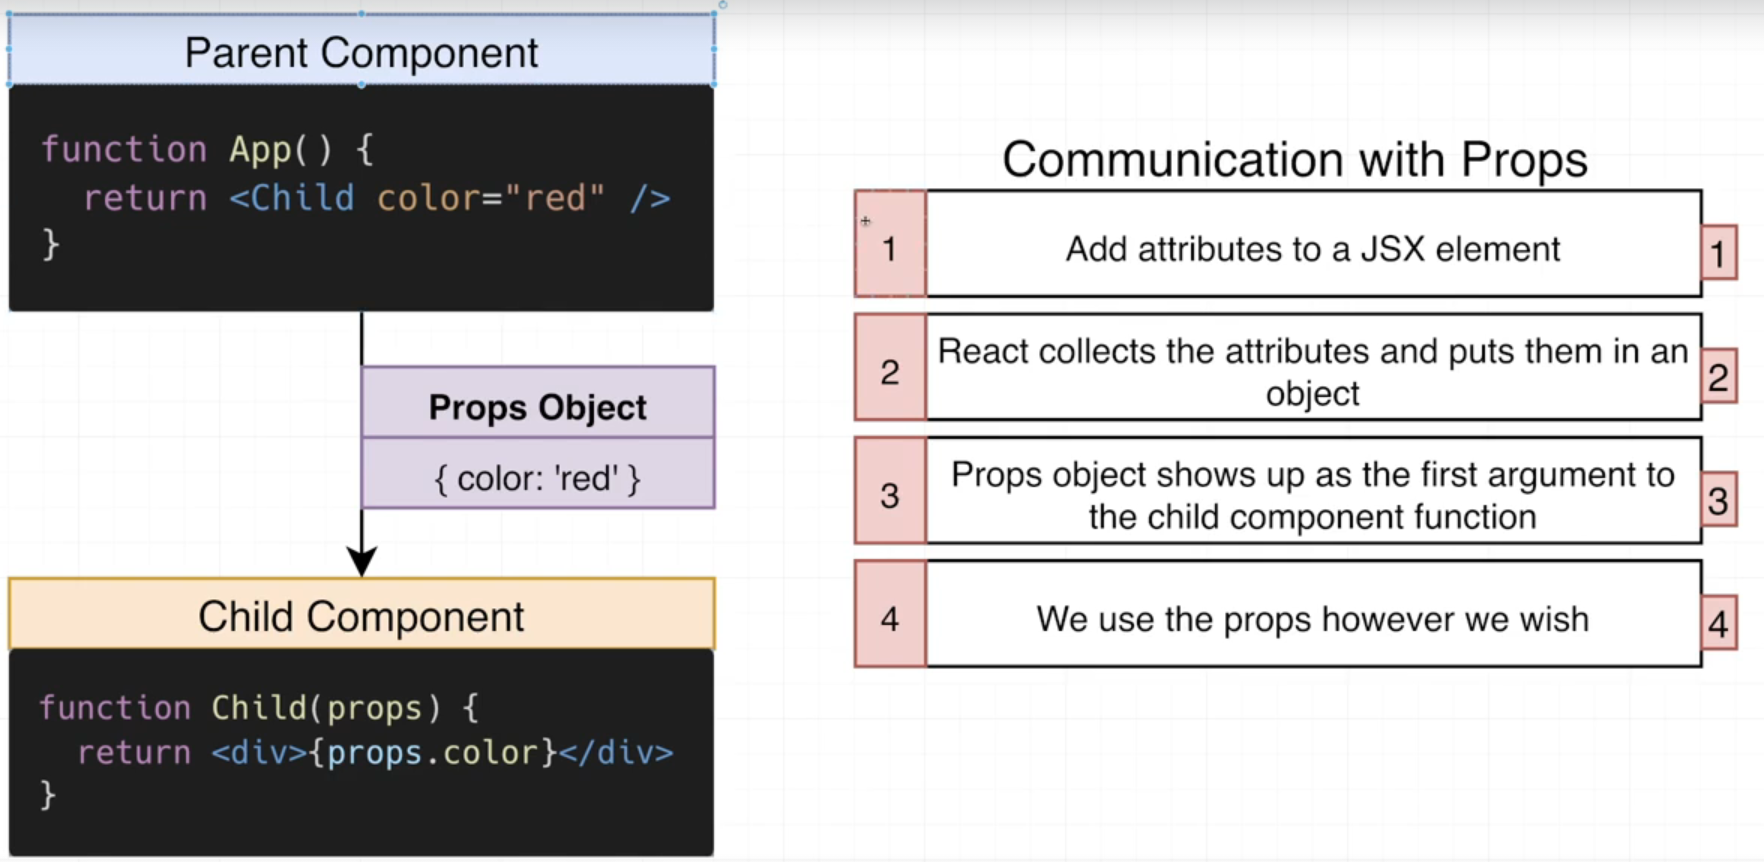 Parent Component
function App() {
  return <Child color="red" />
}
Props Object
{ color: 'red' }
Child Component
function Child(props) {
  return <div>{props.color}</div>
}
Communication with Props
1 Add attributes to a JSX element 1
2 React collects the attributes and puts them in an
object 2
3 Props object shows up as the first argument to
the child component function 3
4 We use the props however we wish 4